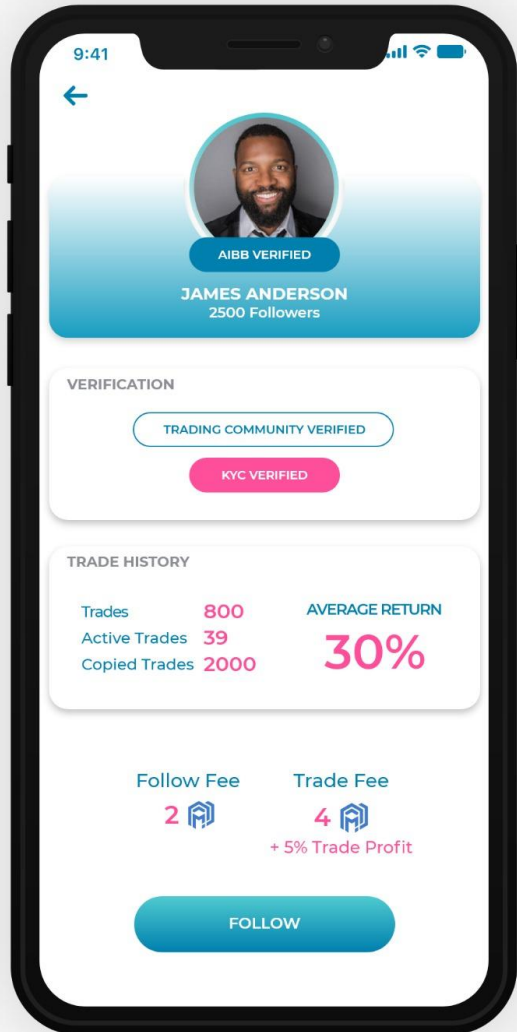 9:41
AIBB VERIFIED
JAMES ANDERSON
2500 Followers
VERIFICATION
TRADING COMMUNITY VERIFIED
KYC VERIFIED
TRADE HISTORY
Trades 800
Active Trades 39
Copied Trades 2000
AVERAGE RETURN
30%
Follow Fee
2
Trade Fee
4
+ 5% Trade Profit
FOLLOW